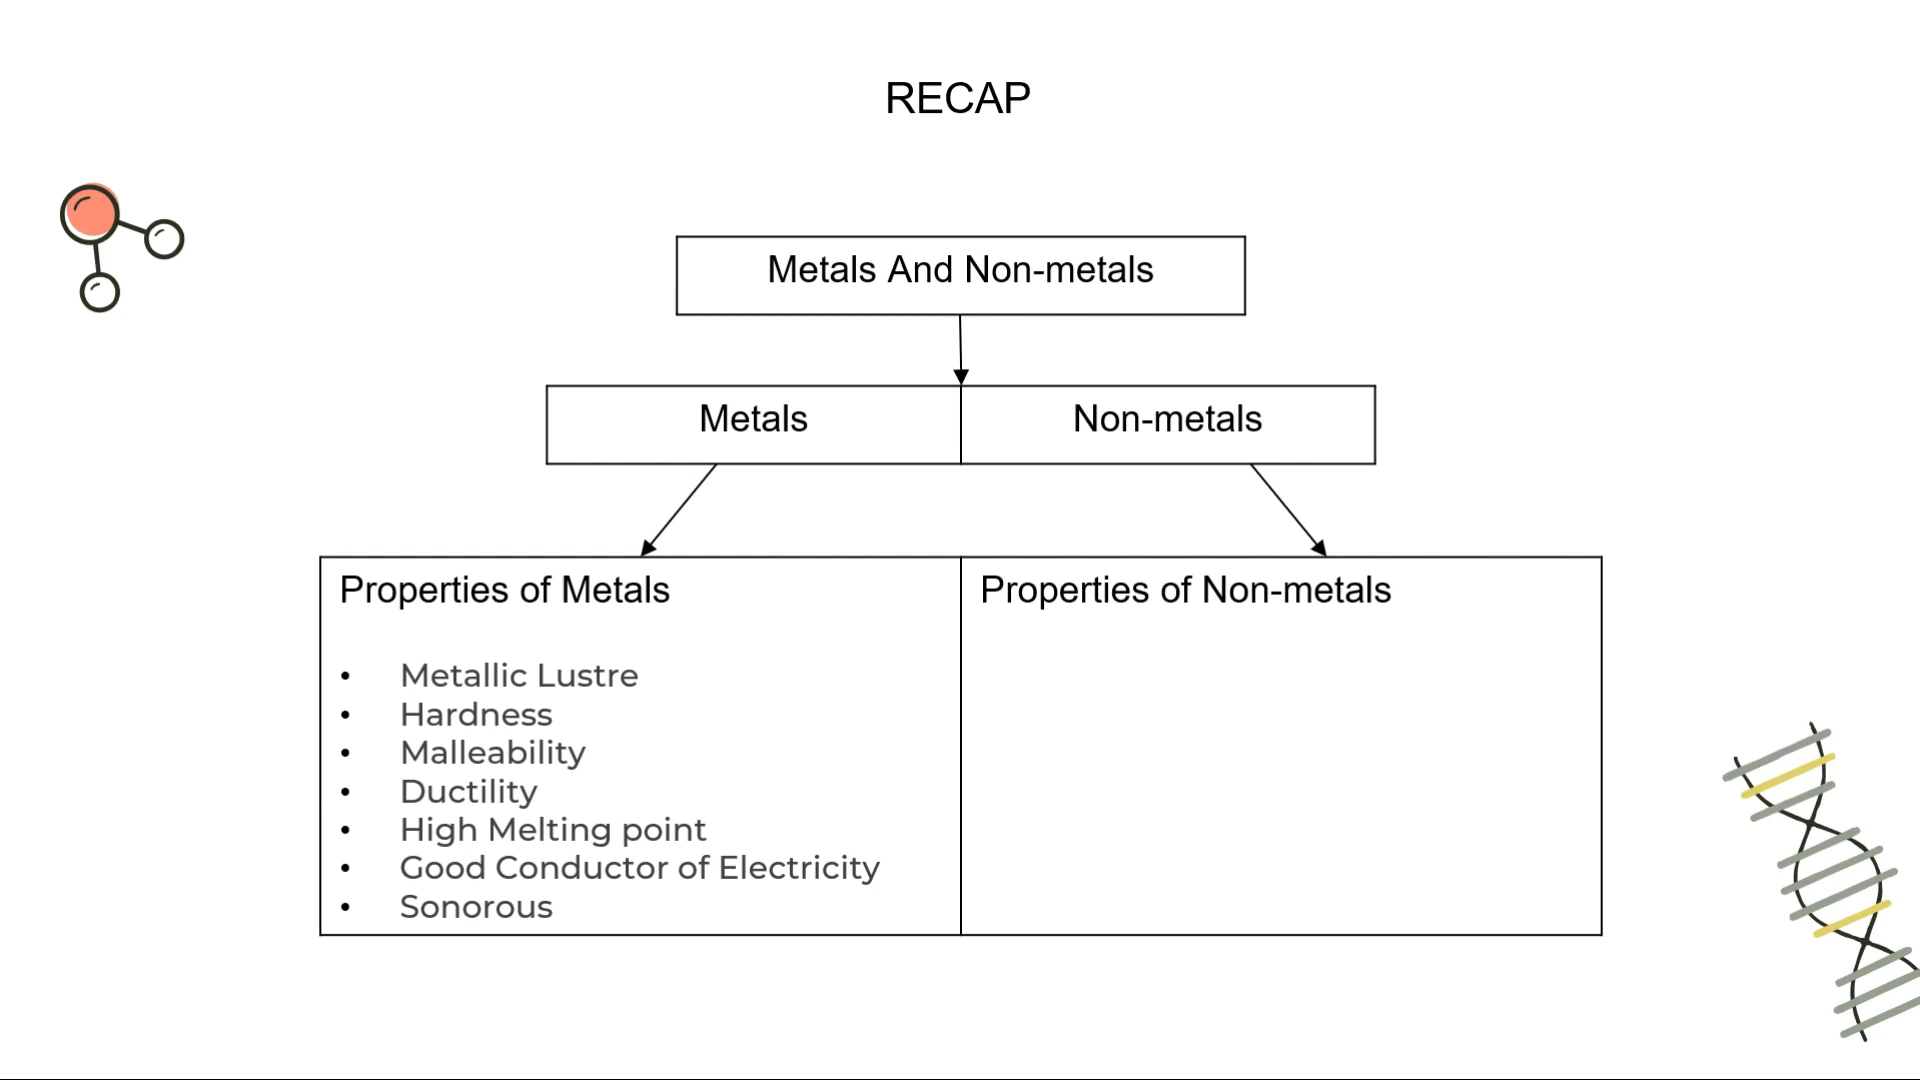 RECAP
Metals And Non-metals
Metals
Non-metals
Properties of Metals
• Metallic Lustre
• Hardness
• Malleability
• Ductility
• High Melting point
• Good Conductor of Electricity
• Sonorous
Properties of Non-metals